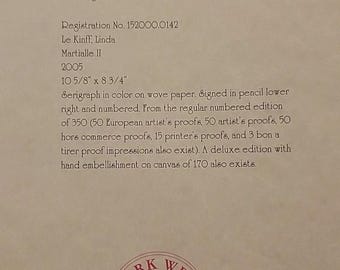 Registration No. 152000.0142
Le Kinff, Linda
Martialle II
2005
10 5/8" x 8 3/4"
Serigraph in color on wove paper. Signed in pencil lower
right and numbered. From the regular numbered edition
of 350 (50 European artist's proofs, 50 artist's proofs, 50
hors commerce proofs, 15 printer's proofs, and 3 bon a
tirer proof impressions also exist). A deluxe edition with
hand embellishment on canvas of 170 also exists.